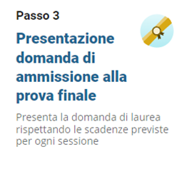 Passo 3
Presentazione
domanda di
ammissione alla
prova finale
Presenta la domanda di laurea
rispettando le scadenze previste
per ogni sessione